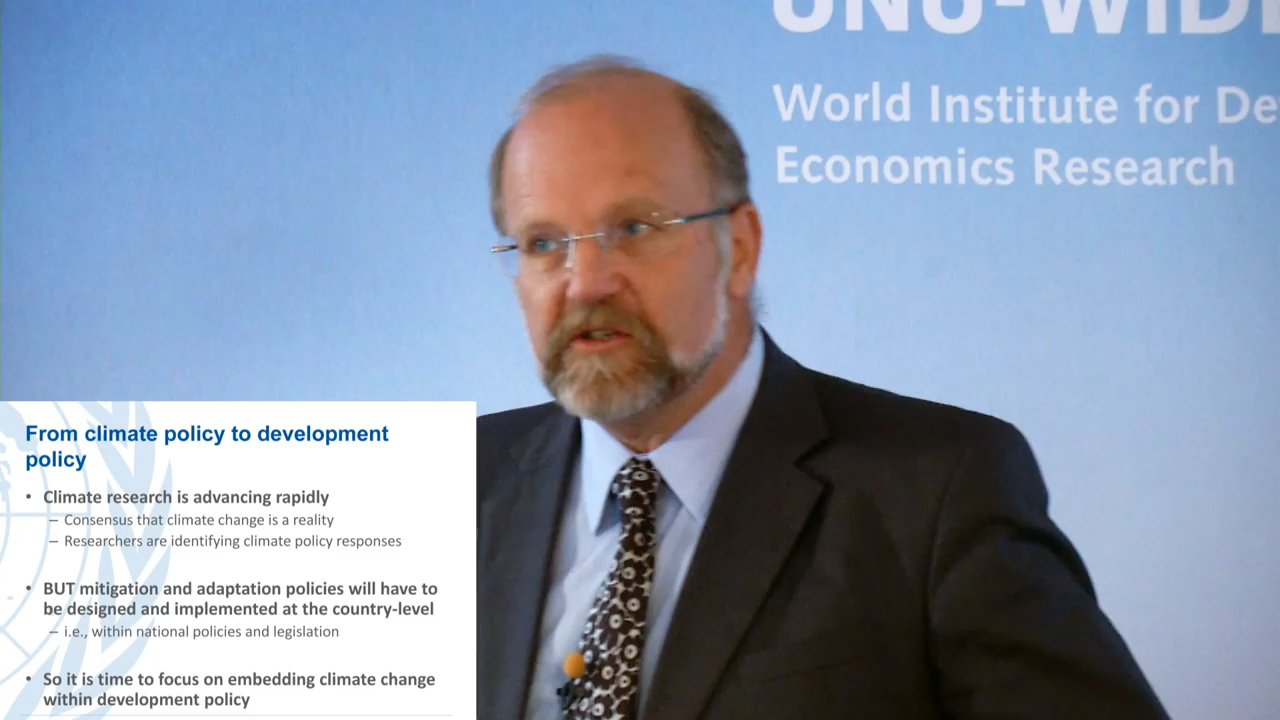 UNU-WIDE
World Institute for De
Economics Research
From climate policy to development
policy
• Climate research is advancing rapidly
– Consensus that climate change is a reality
– Researchers are identifying climate policy responses
• BUT mitigation and adaptation policies will have to
be designed and implemented at the country-level
– i.e., within national policies and legislation
• So it is time to focus on embedding climate change
within development policy